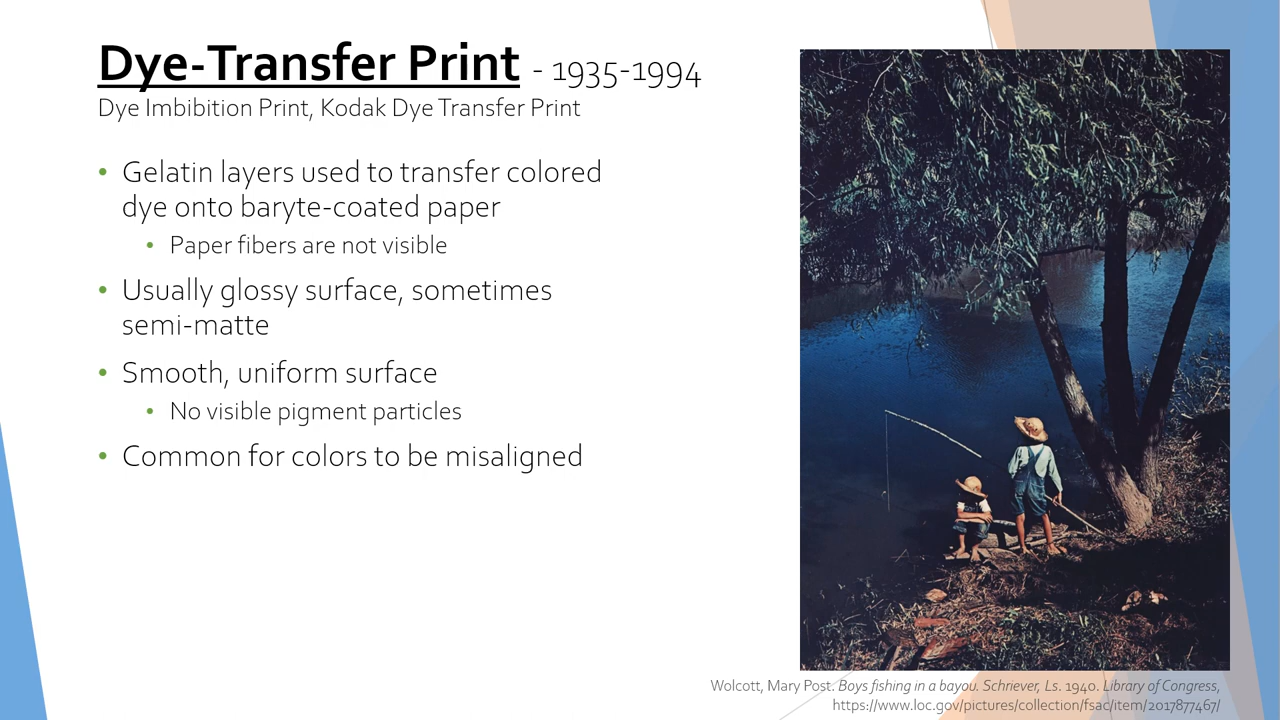 Dye-Transfer Print - 1935-1994
Dye Imbibition Print, Kodak Dye Transfer Print
• Gelatin layers used to transfer colored
dye onto baryte-coated paper
• Paper fibers are not visible
• Usually glossy surface, sometimes
semi-matte
• Smooth, uniform surface
• No visible pigment particles
• Common for colors to be misaligned
Wolcott, Mary Post. Boys fishing in a bayou. Schriever, Ls. 1940. Library of Congress,
https://www.loc.gov/pictures/collection/fsac/item/2017877467/